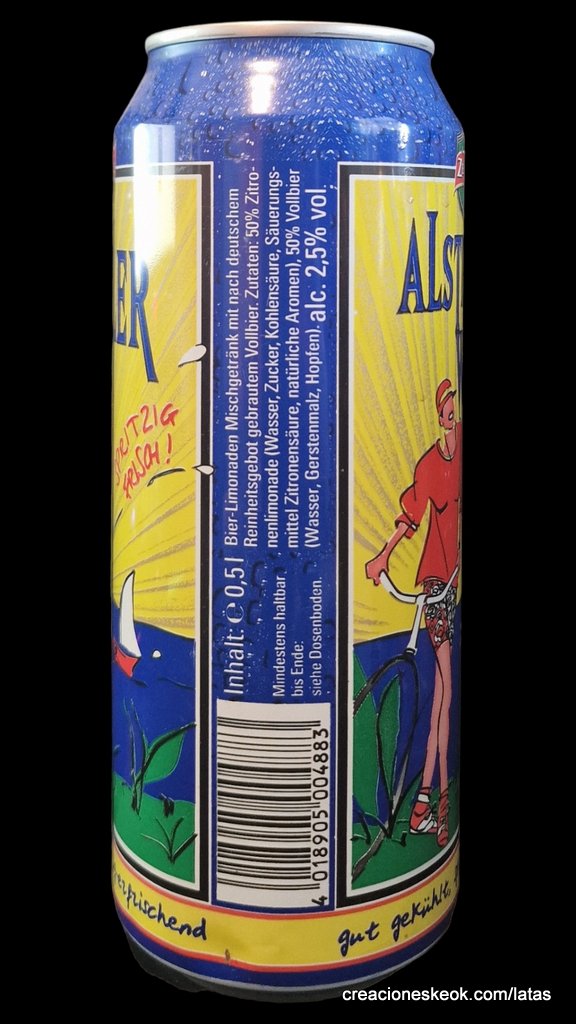 ER
SPRITZIG
FRISCH!
Bier-Limonaden Mischgetränk mit nach deutschem
Reinheitsgebot gebrautem Vollbier. Zutaten: 50% Zitro-
nenlimonade (Wasser, Zucker, Kohlensäure, Säuerungs-
mittel Zitronensäure, natürliche Aromen), 50% Vollbier
(Wasser, Gerstenmalz, Hopfen). alc. 2,5% vol.
Inhalt: ℮ 0,5 l
Mindestens haltbar
bis Ende:
siehe Dosenboden.
4 018905 004883
ALST
erfrischend
gut gekühlt
creacioneskeok.com/latas